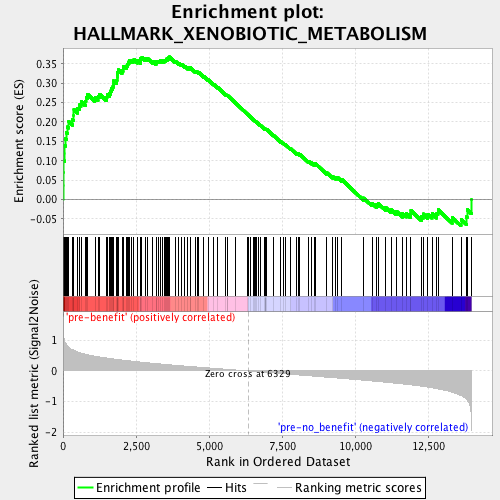 Enrichment plot:
HALLMARK_XENOBIOTIC_METABOLISM
Enrichment score (ES)
0.35
0.30
0.25
0.20
0.15
0.10
0.05
0.00
-0.05
'pre-benefit' (positively correlated)
Ranked list metric (Signal2Noise)
1
0
-1
-2
Zero cross at 6329
'pre-no_benefit' (negatively correlated)
0
2,500
5,000
7,500
10,000
12,500
Rank in Ordered Dataset
Enrichment profile
Hits
Ranking metric scores